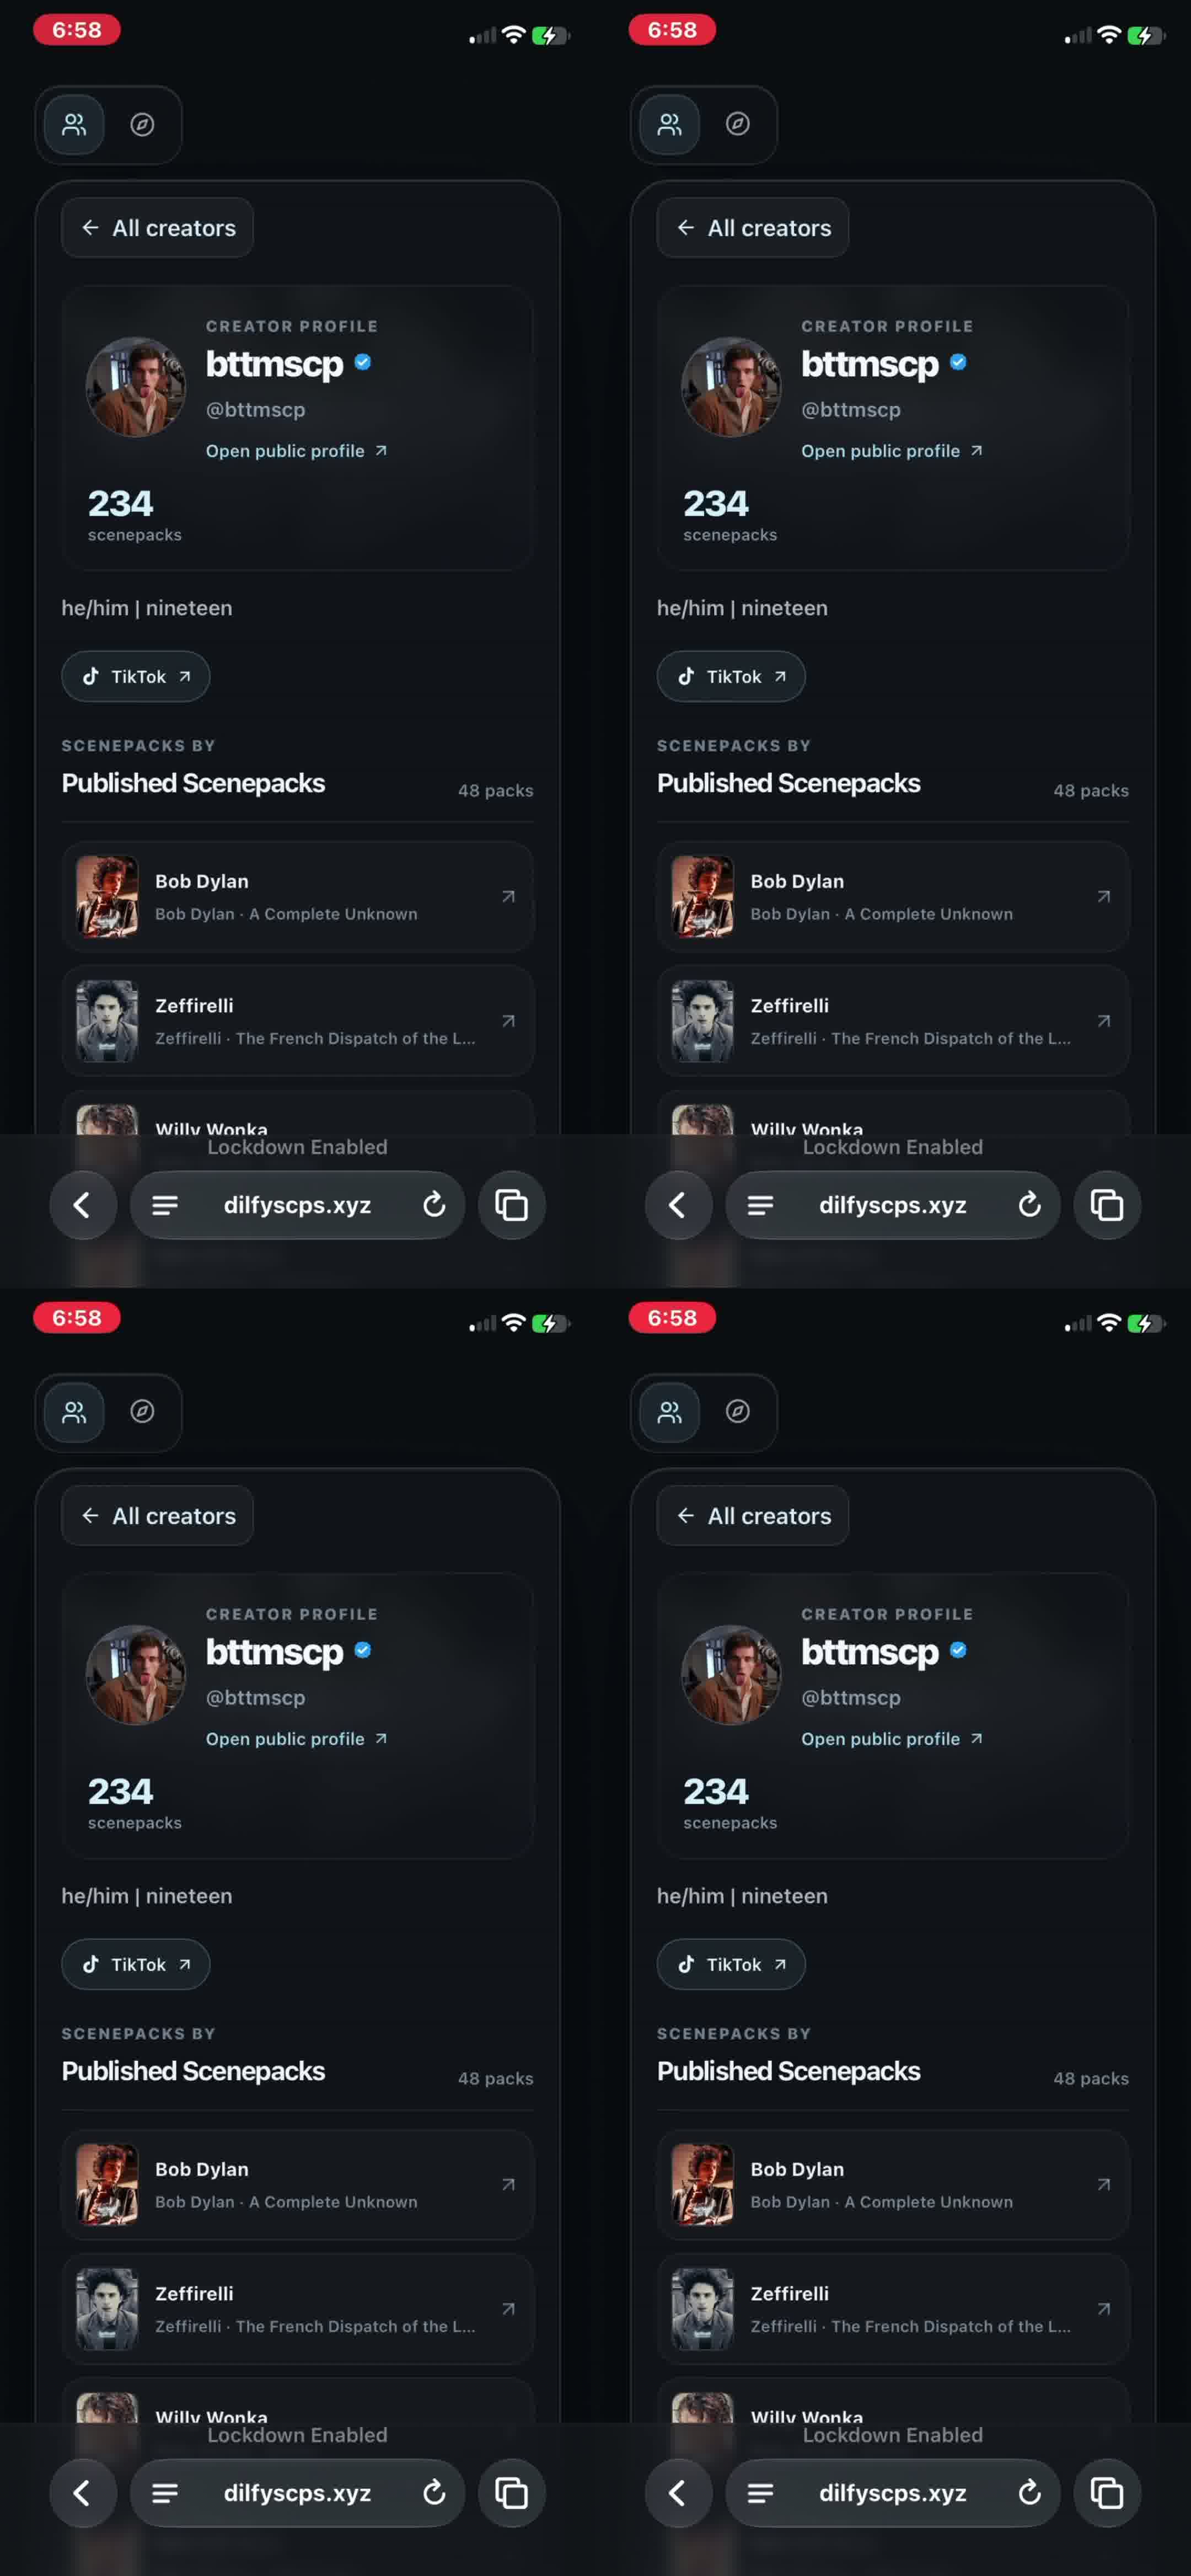 6:58
All creators
CREATOR PROFILE
bttmscp
@bttmscp
Open public profile
234
scenepacks
he/him | nineteen
TikTok
SCENEPACKS BY
Published Scenepacks
48 packs
Bob Dylan
Bob Dylan · A Complete Unknown
Zeffirelli
Zeffirelli · The French Dispatch of the L...
Willy Wonka
Lockdown Enabled
dilfyscps.xyz
6:58
All creators
CREATOR PROFILE
bttmscp
@bttmscp
Open public profile
234
scenepacks
he/him | nineteen
TikTok
SCENEPACKS BY
Published Scenepacks
48 packs
Bob Dylan
Bob Dylan · A Complete Unknown
Zeffirelli
Zeffirelli · The French Dispatch of the L...
Willy Wonka
Lockdown Enabled
dilfyscps.xyz
6:58
All creators
CREATOR PROFILE
bttmscp
@bttmscp
Open public profile
234
scenepacks
he/him | nineteen
TikTok
SCENEPACKS BY
Published Scenepacks
48 packs
Bob Dylan
Bob Dylan · A Complete Unknown
Zeffirelli
Zeffirelli · The French Dispatch of the L...
Willy Wonka
Lockdown Enabled
dilfyscps.xyz
6:58
All creators
CREATOR PROFILE
bttmscp
@bttmscp
Open public profile
234
scenepacks
he/him | nineteen
TikTok
SCENEPACKS BY
Published Scenepacks
48 packs
Bob Dylan
Bob Dylan · A Complete Unknown
Zeffirelli
Zeffirelli · The French Dispatch of the L...
Willy Wonka
Lockdown Enabled
dilfyscps.xyz